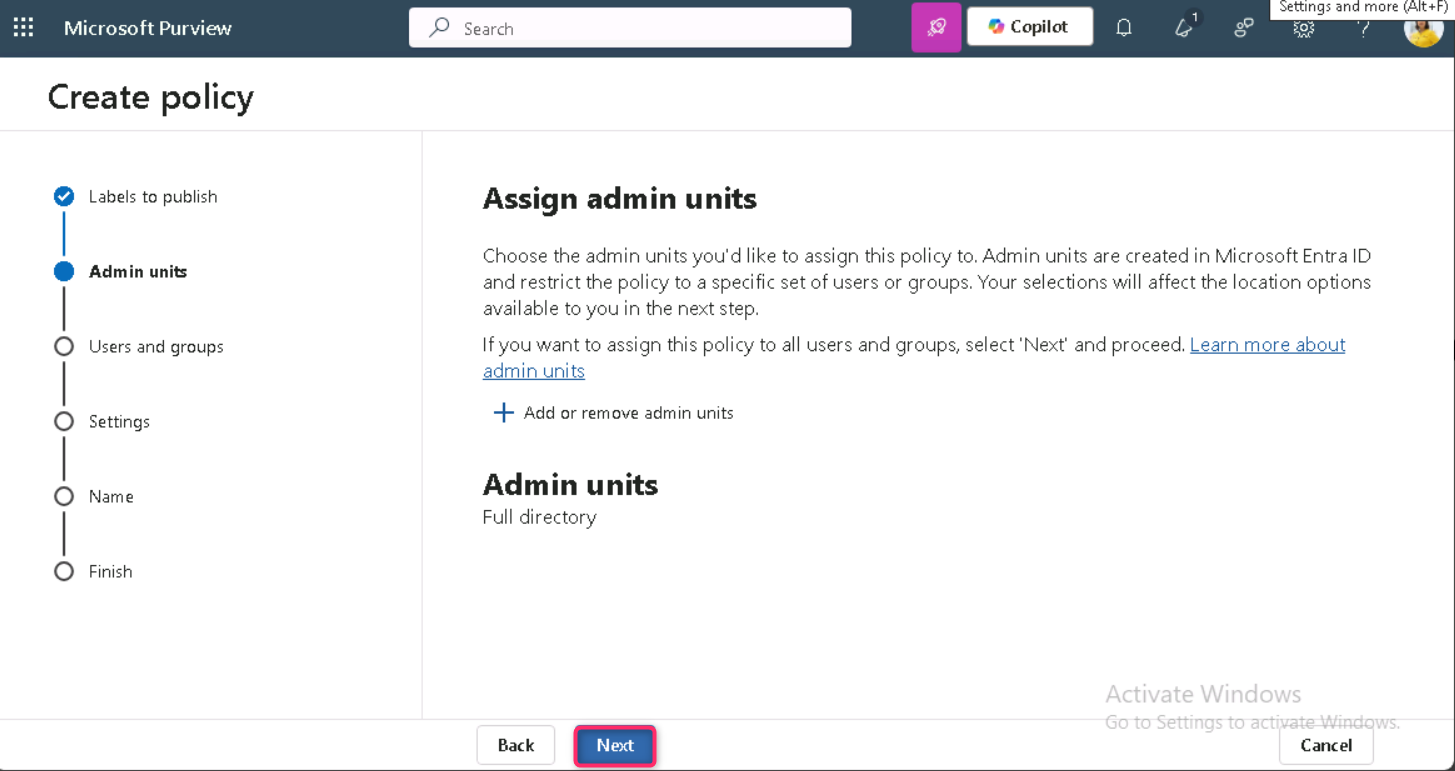 Settings and more (Alt+F)
Microsoft Purview
Search
Copilot
1
?
Create policy
Labels to publish
Admin units
Users and groups
Settings
Name
Finish
Assign admin units
Choose the admin units you'd like to assign this policy to. Admin units are created in Microsoft Entra ID
and restrict the policy to a specific set of users or groups. Your selections will affect the location options
available to you in the next step.
If you want to assign this policy to all users and groups, select 'Next' and proceed. Learn more about
admin units
Add or remove admin units
Admin units
Full directory
Activate Windows
Go to Settings to activate Windows.
Back
Next
Cancel